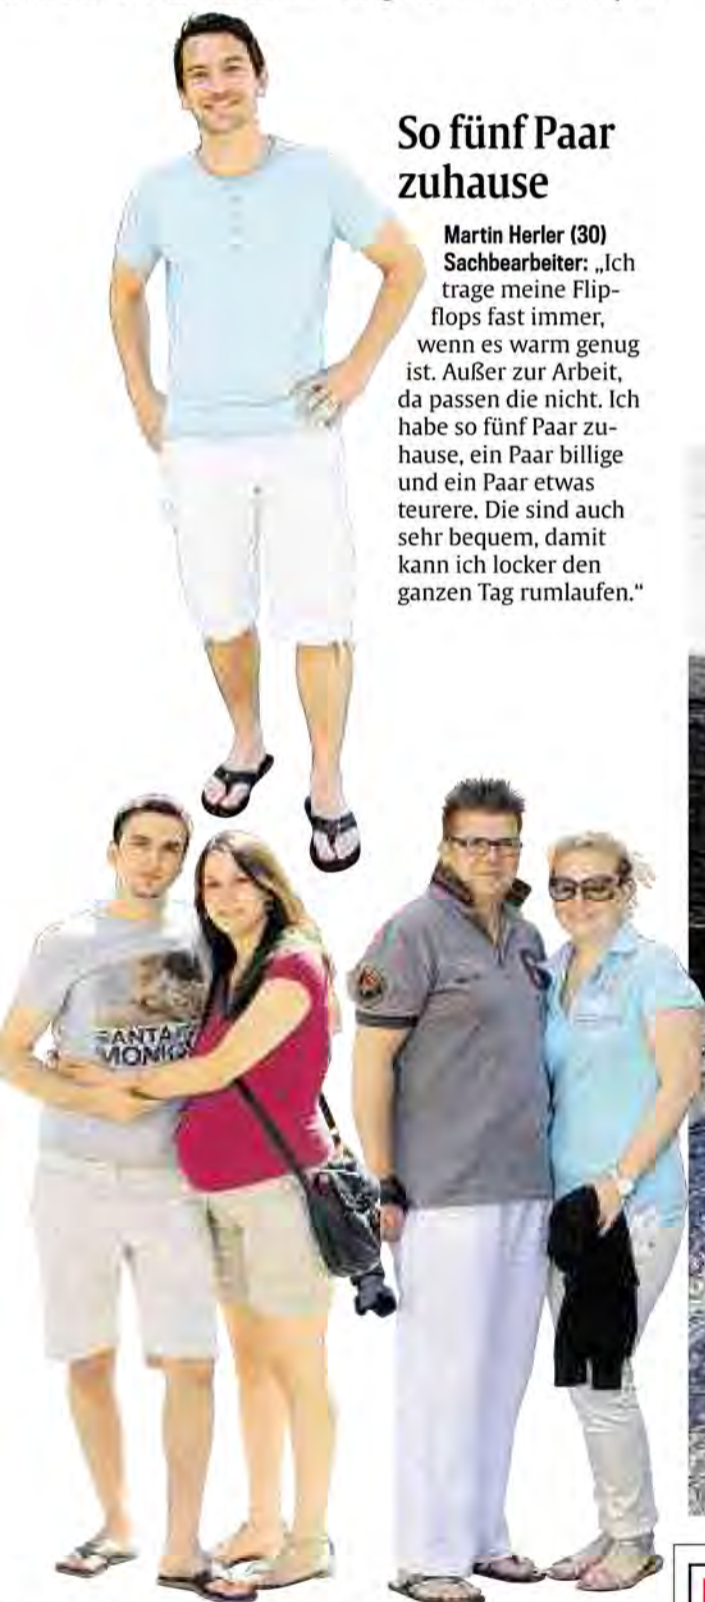 So fünf Paar
zuhause
Martin Herler (30)
Sachbearbeiter: „Ich
trage meine Flip-
flops fast immer,
wenn es warm genug
ist. Außer zur Arbeit,
da passen die nicht. Ich
habe so fünf Paar zu-
hause, ein Paar billige
und ein Paar etwas
teurere. Die sind auch
sehr bequem, damit
kann ich locker den
ganzen Tag rumlaufen.“